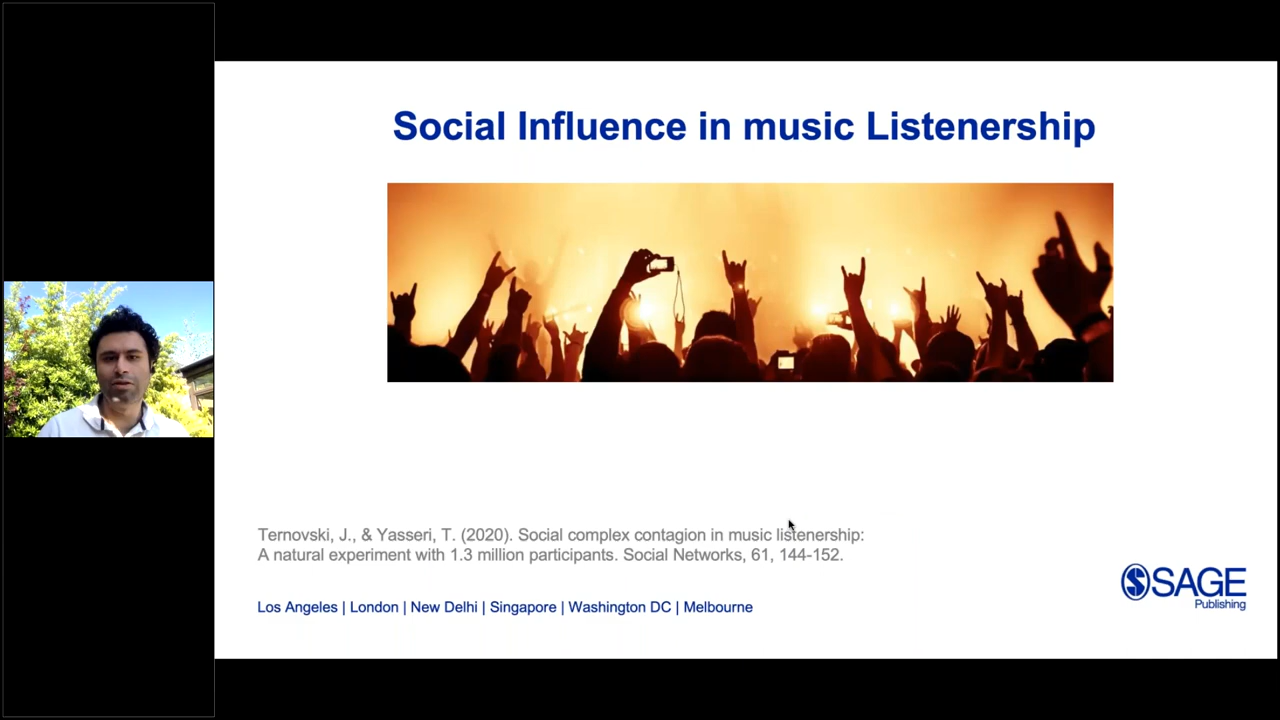 Social Influence in music Listenership
Ternovski, J., & Yasseri, T. (2020). Social complex contagion in music listenership:
A natural experiment with 1.3 million participants. Social Networks, 61, 144-152.
Los Angeles | London | New Delhi | Singapore | Washington DC | Melbourne
SAGE
Publishing